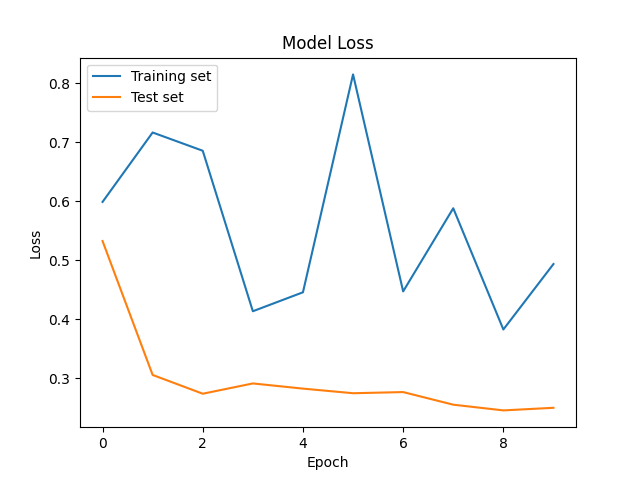 Model Loss
Training set
Test set
0.8
0.7
0.6
0.5
0.4
0.3
Loss
0 2 4 6 8
Epoch